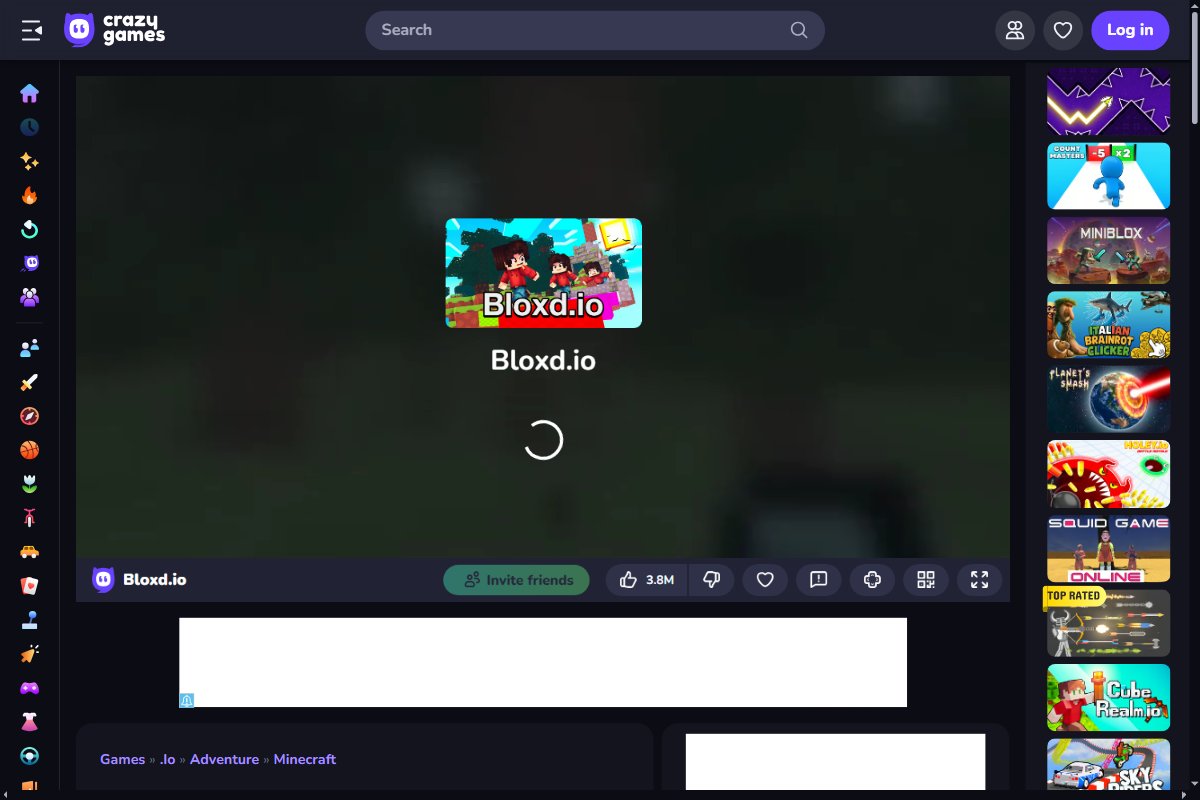 crazy
games
Search
Log in
Bloxd.io
Bloxd.io
Bloxd.io
Invite friends
3.8M
Games » .Io » Adventure » Minecraft
COUNT
MASTERS
-5
x2
MINIBLOX
ITALIAN
BRAINROT
CLICKER
PLANET'S
SMASH
HOLEY.IO
SQUID GAME
ONLINE
TOP RATED
Cube
Realm.io
SKY
RIDERS